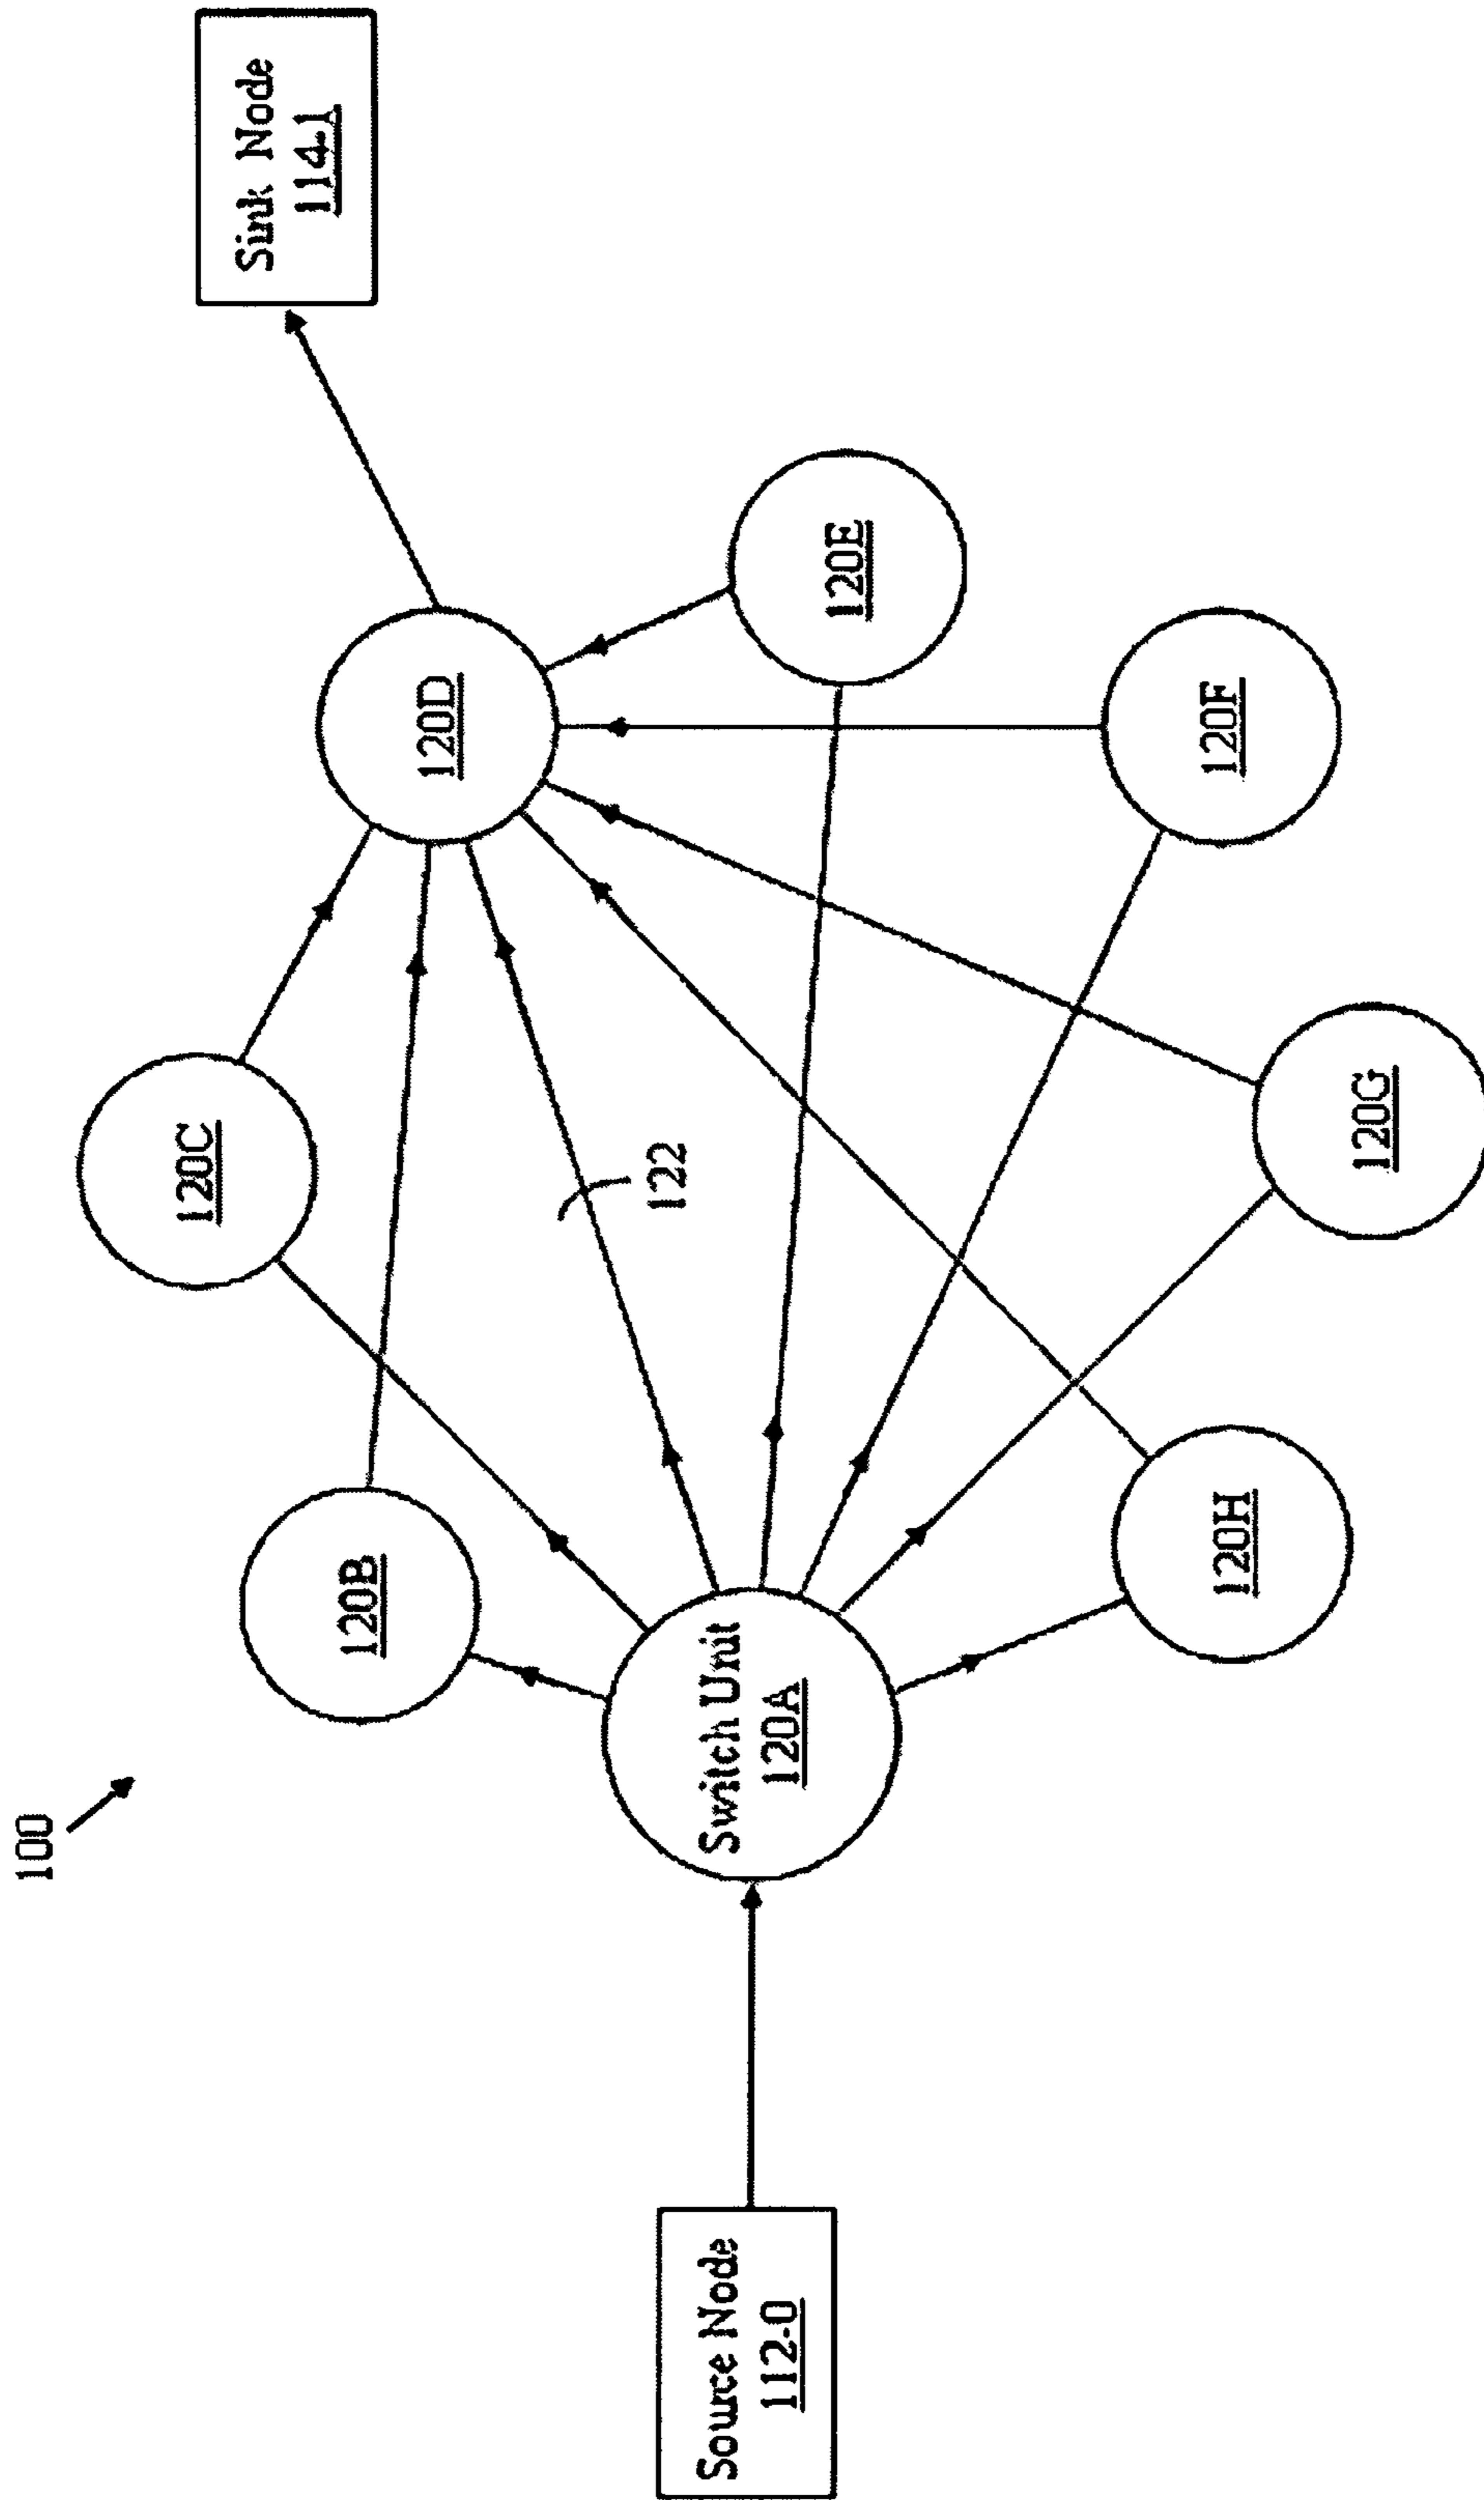 100
120C
120B
120D
Sink Node
114-1
122
Switch Unit
120A
Source Node
112-0
120E
120F
120H
120G